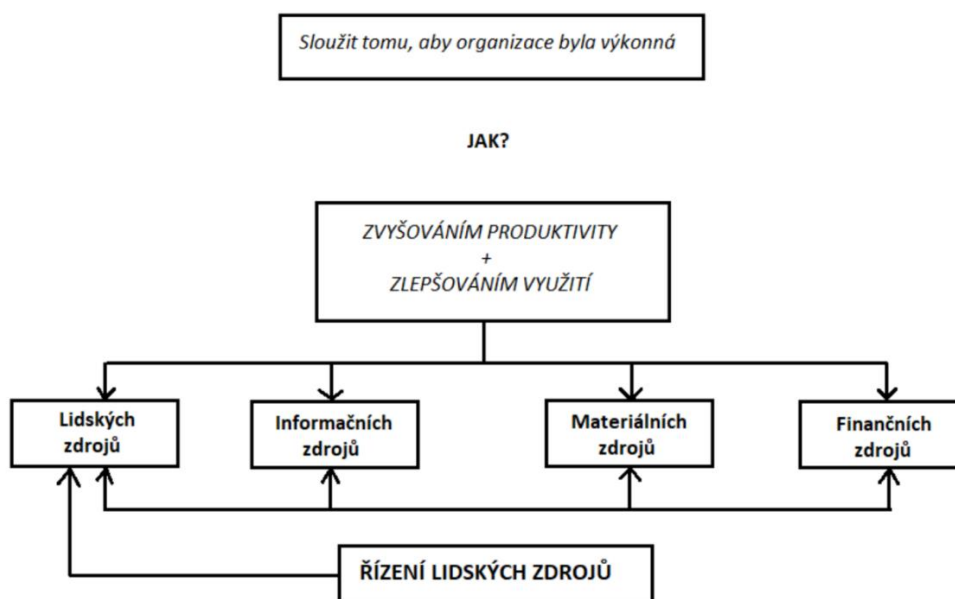 Sloužit tomu, aby organizace byla výkonná
JAK?
ZVYŠOVÁNÍM PRODUKTIVITY
+
ZLEPŠOVÁNÍM VYUŽITÍ
Lidských
zdrojů
Informačních
zdrojů
Materiálních
zdrojů
Finančních
zdrojů
ŘÍZENÍ LIDSKÝCH ZDROJŮ